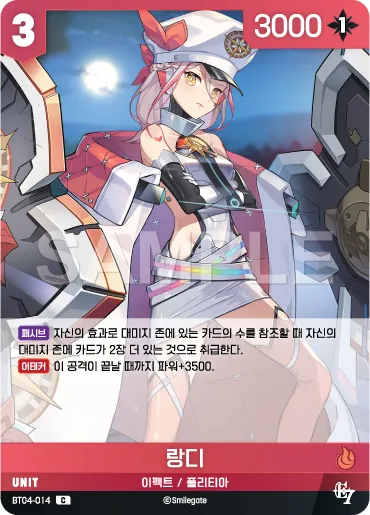 3
3000 1
SAMPLE
패시브 자신의 효과로 대미지 존에 있는 카드의 수를 참조할 때 자신의
대미지 존에 카드가 2장 더 있는 것으로 취급한다.
어태커 이 공격이 끝날 때까지 파워+3500.
랑디
UNIT 이펙트 / 폴리티아
BT04-014 C ©Smilegate E7